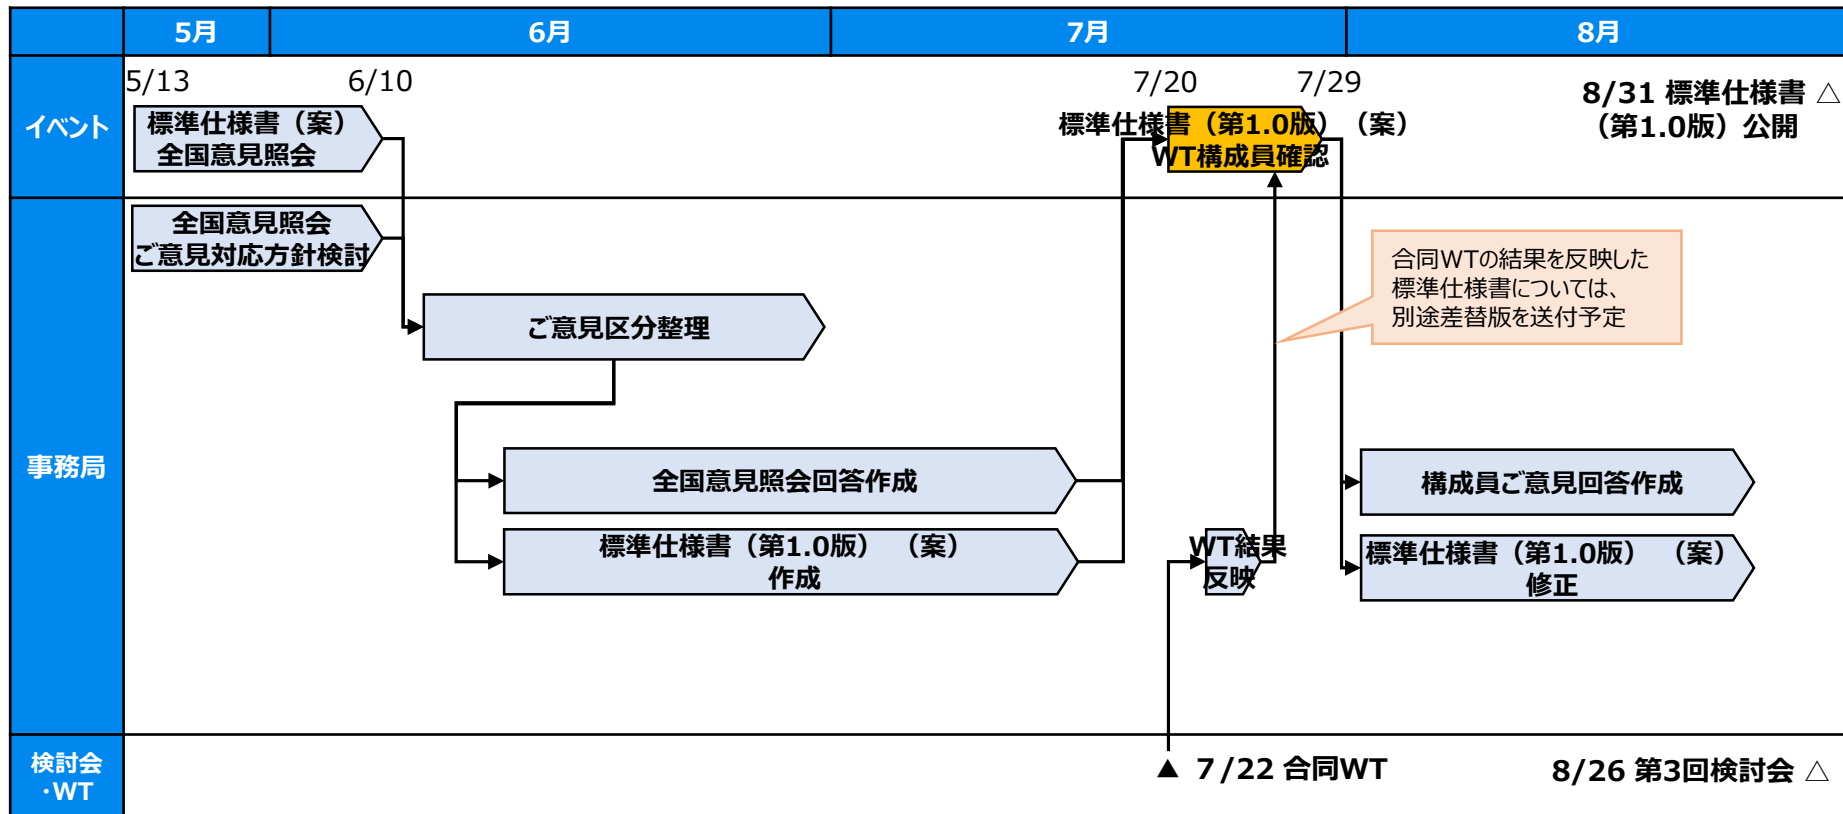 5月
6月
7月
8月
イベント
5/13
6/10
7/20
7/29
標準仕様書（案）
全国意見照会
標準仕様書（第1.0版）（案）
WT構成員確認
8/31 標準仕様書 △
（第1.0版）公開
事務局
全国意見照会
ご意見対応方針検討
ご意見区分整理
合同WTの結果を反映した
標準仕様書については、
別途差替版を送付予定
全国意見照会回答作成
構成員ご意見回答作成
標準仕様書（第1.0版）（案）
作成
WT結果
反映
標準仕様書（第1.0版）（案）
修正
検討会
・WT
▲ 7/22 合同WT
8/26 第3回検討会 △